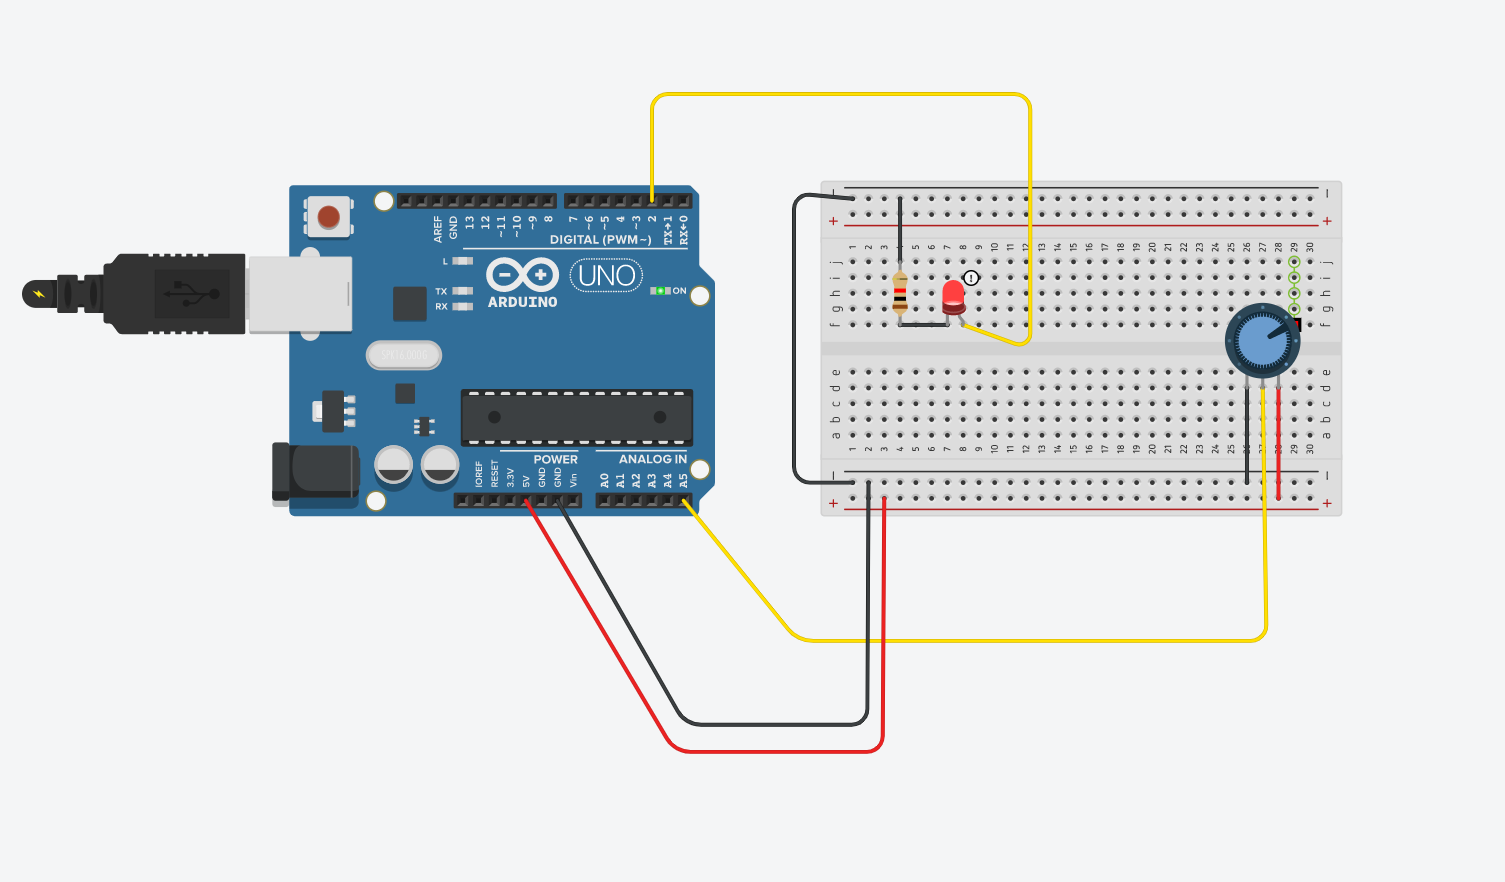 AREF
GND
13
12
~11
~10
~9
8
7
~6
~5
4
~3
2
TX→1
RX←0
DIGITAL (PWM~)
L
TX
RX
UNO
ARDUINO
ON
SPK16.000G
IOREF
RESET
3.3V
5V
GND
GND
Vin
POWER
ANALOG IN
A0
A1
A2
A3
A4
A5
− −
+ +
1 2 3 4 5 6 7 8 9 10 11 12 13 14 15 16 17 18 19 20 21 22 23 24 25 26 27 28 29 30
j j
i i
h h
g g
f f
!
e e
d d
c c
b b
a a
1 2 3 4 5 6 7 8 9 10 11 12 13 14 15 16 17 18 19 20 21 22 23 24 25 26 27 28 29 30
− −
+ +